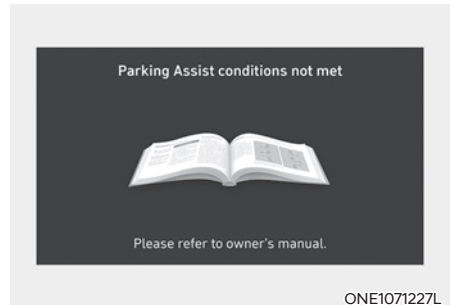 Parking Assist conditions not met
Please refer to owner's manual.
ONE1071227L